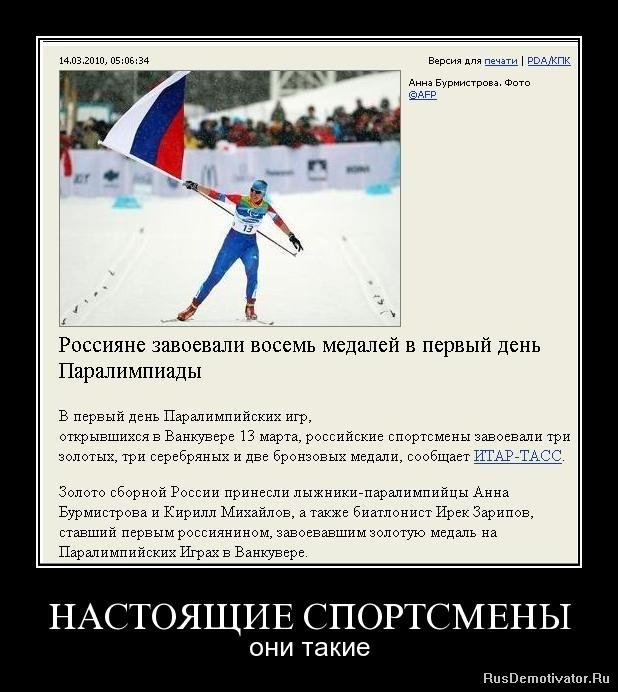 14.03.2010, 05:06:34
Версия для печати | PDA/КПК
Анна Бурмистрова. Фото
©AFP
13
Россияне завоевали восемь медалей в первый день
Паралимпиады
В первый день Паралимпийских игр,
открывшихся в Ванкувере 13 марта, российские спортсмены завоевали три
золотых, три серебряных и две бронзовых медали, сообщает ИТАР-ТАСС.
Золото сборной России принесли лыжники-паралимпийцы Анна
Бурмистрова и Кирилл Михайлов, а также биатлонист Ирек Зарипов,
ставший первым россиянином, завоевавшим золотую медаль на
Паралимпийских Играх в Ванкувере.
НАСТОЯЩИЕ СПОРТСМЕНЫ
они такие
RusDemotivator.Ru